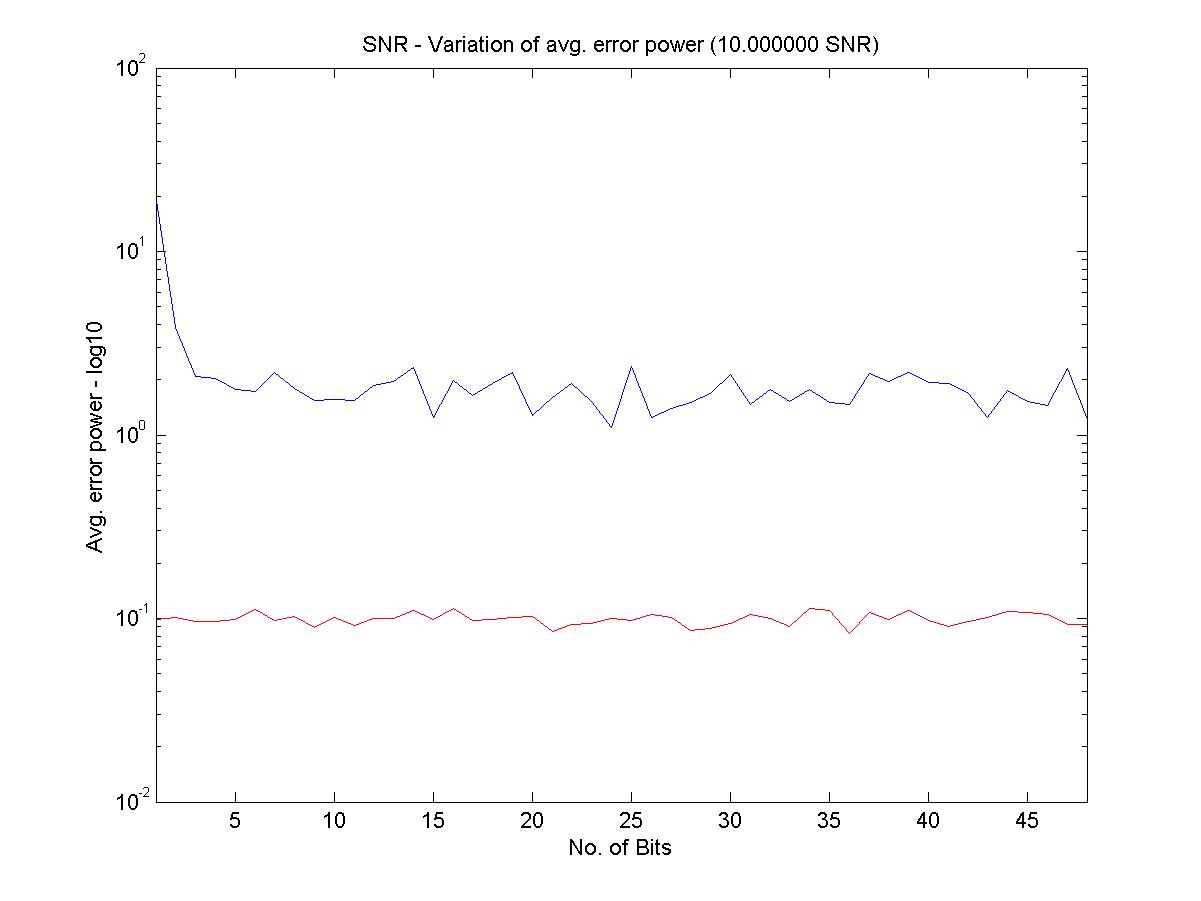 SNR - Variation of avg. error power (10.000000 SNR)
10^2
10^1
10^0
10^-1
10^-2
Avg. error power - log10
5 10 15 20 25 30 35 40 45
No. of Bits